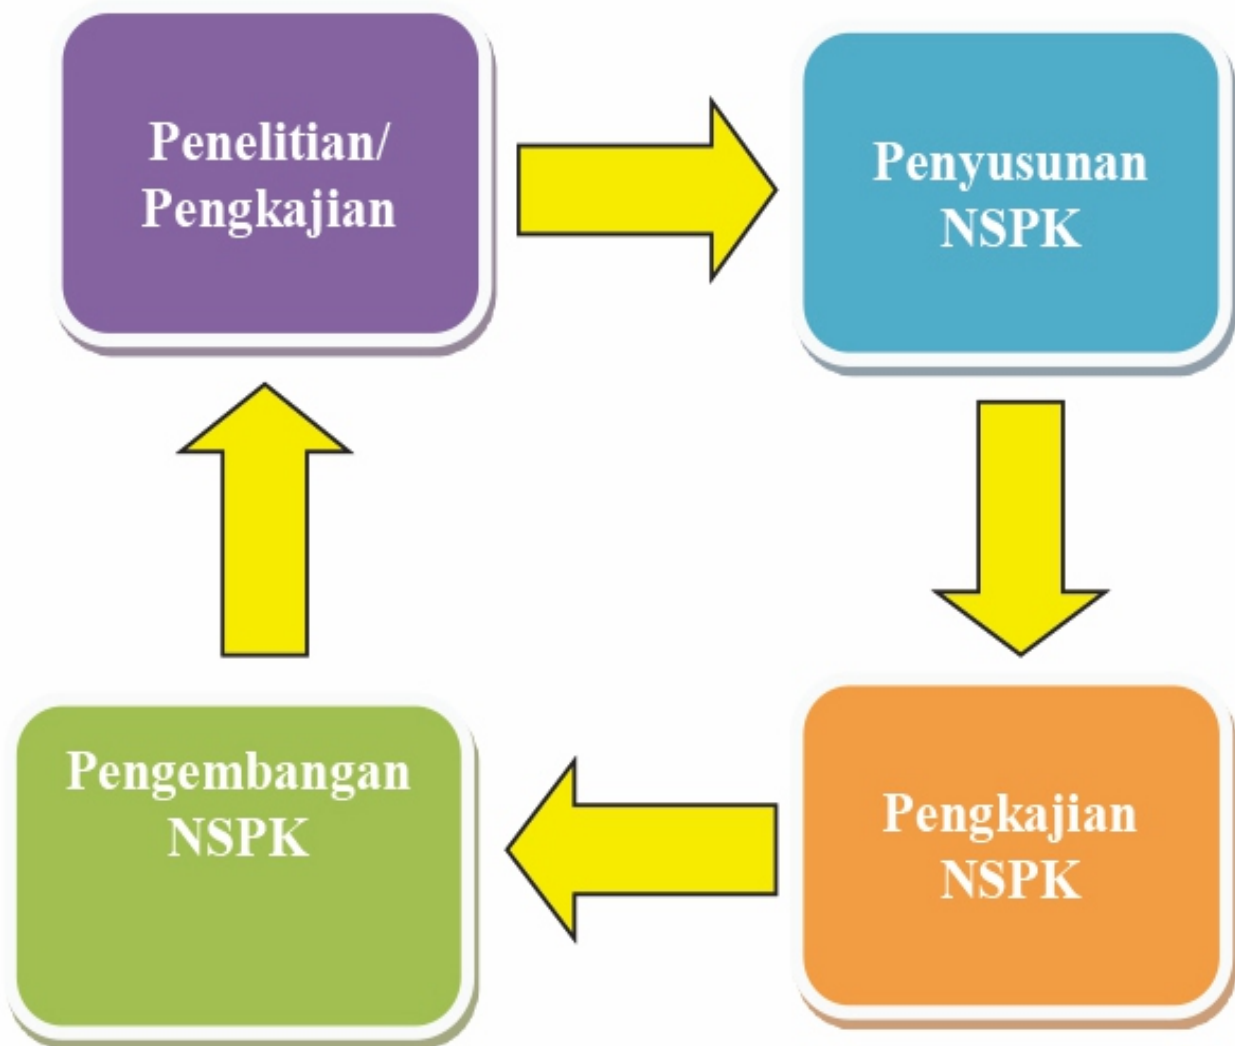 Penelitian/
Pengkajian
Penyusunan
NSPK
Pengkajian
NSPK
Pengembangan
NSPK